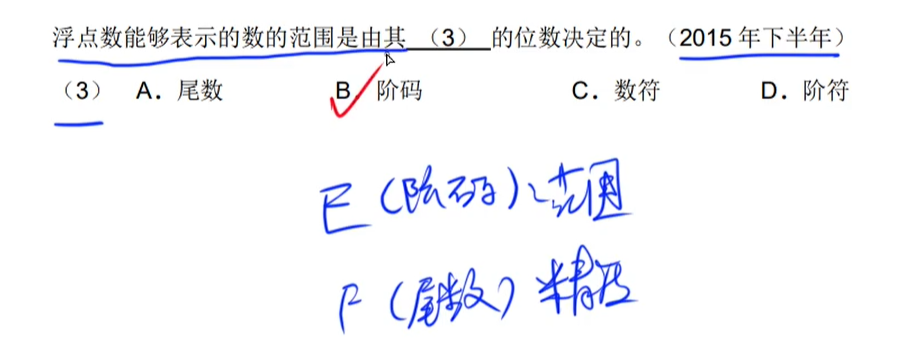 浮点数能够表示的数的范围是由其 （3） 的位数决定的。（2015 年下半年）
（3） A．尾数 B．阶码 C．数符 D．阶符
E（阶码）：范围
F（尾数）精度